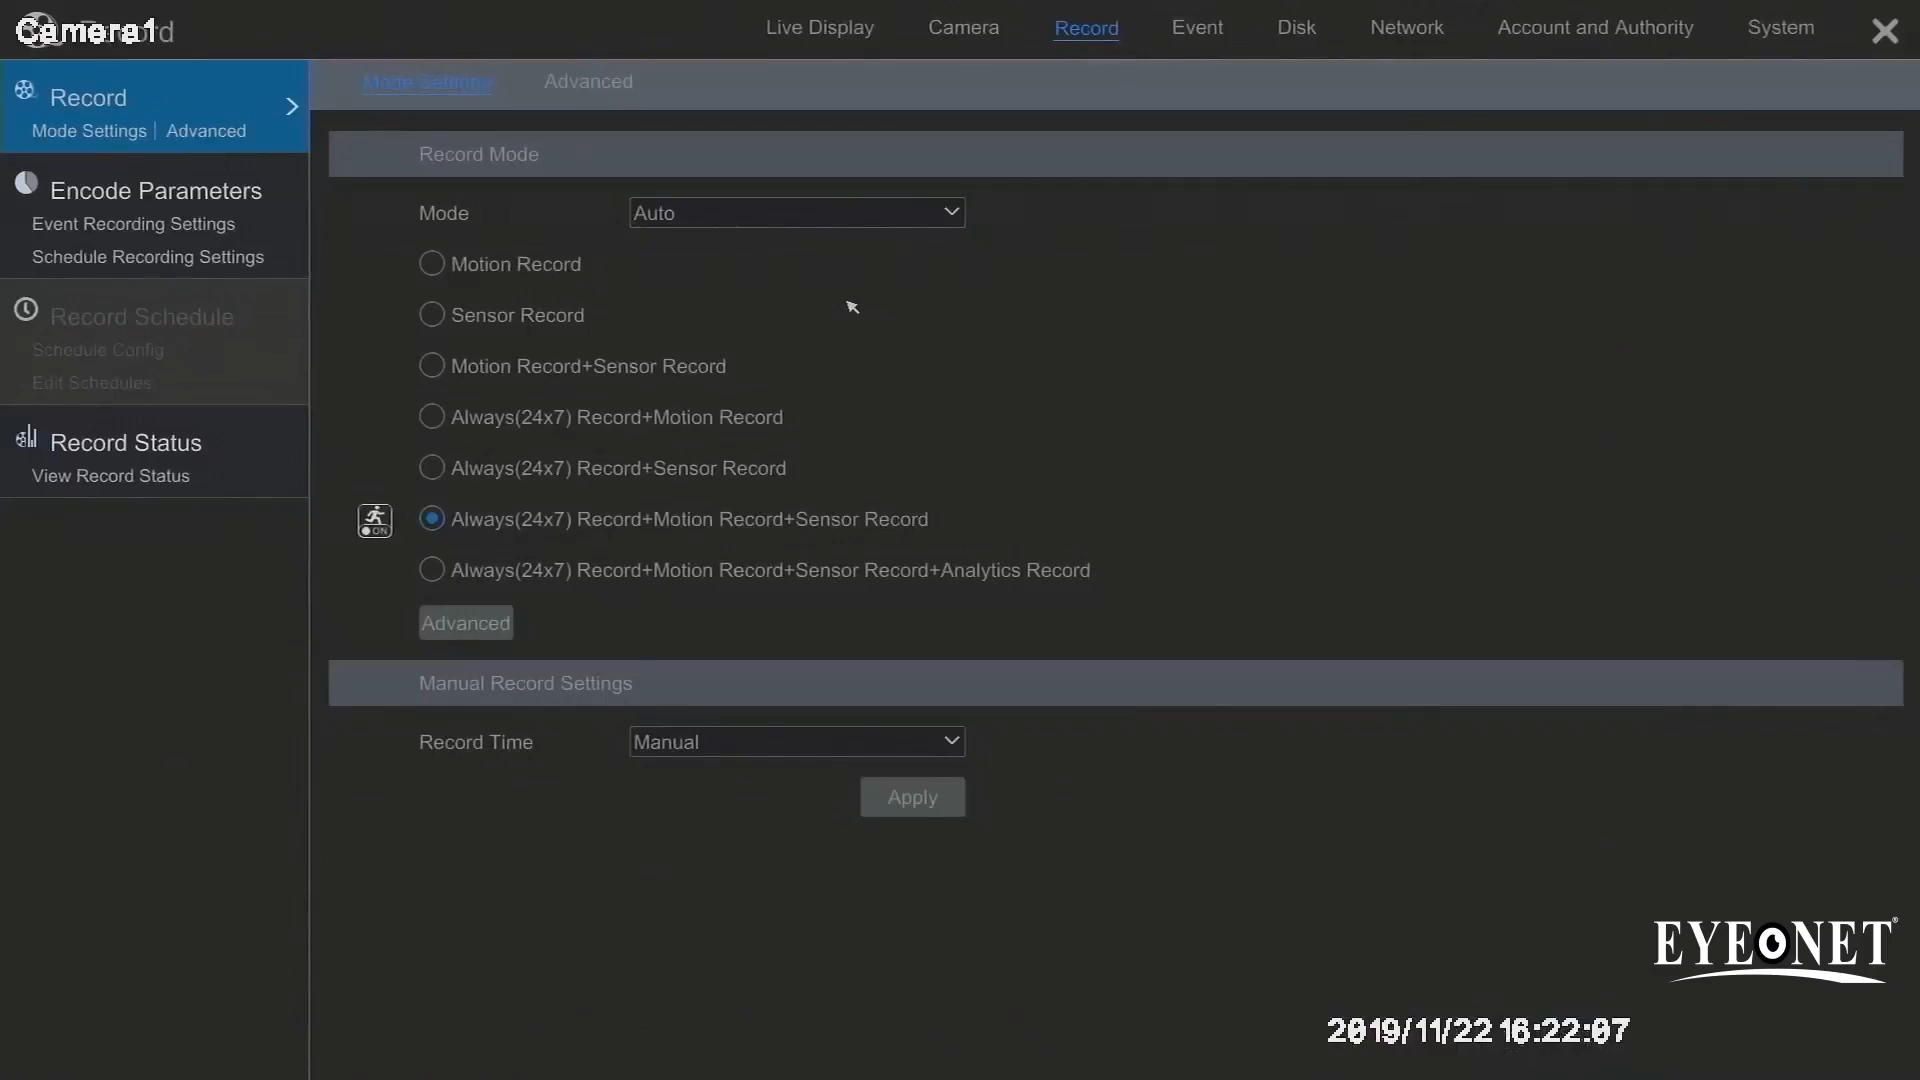 Camera1
Live Display Camera Record Event Disk Network Account and Authority System
Record
Mode Settings | Advanced
Encode Parameters
Event Recording Settings
Schedule Recording Settings
Record Schedule
Schedule Config
Edit Schedules
Record Status
View Record Status
Mode Settings Advanced
Record Mode
Mode Auto
Motion Record
Sensor Record
Motion Record+Sensor Record
Always(24x7) Record+Motion Record
Always(24x7) Record+Sensor Record
ON Always(24x7) Record+Motion Record+Sensor Record
Always(24x7) Record+Motion Record+Sensor Record+Analytics Record
Advanced
Manual Record Settings
Record Time Manual
Apply
EYEONET®
2019/11/22 16:22:07